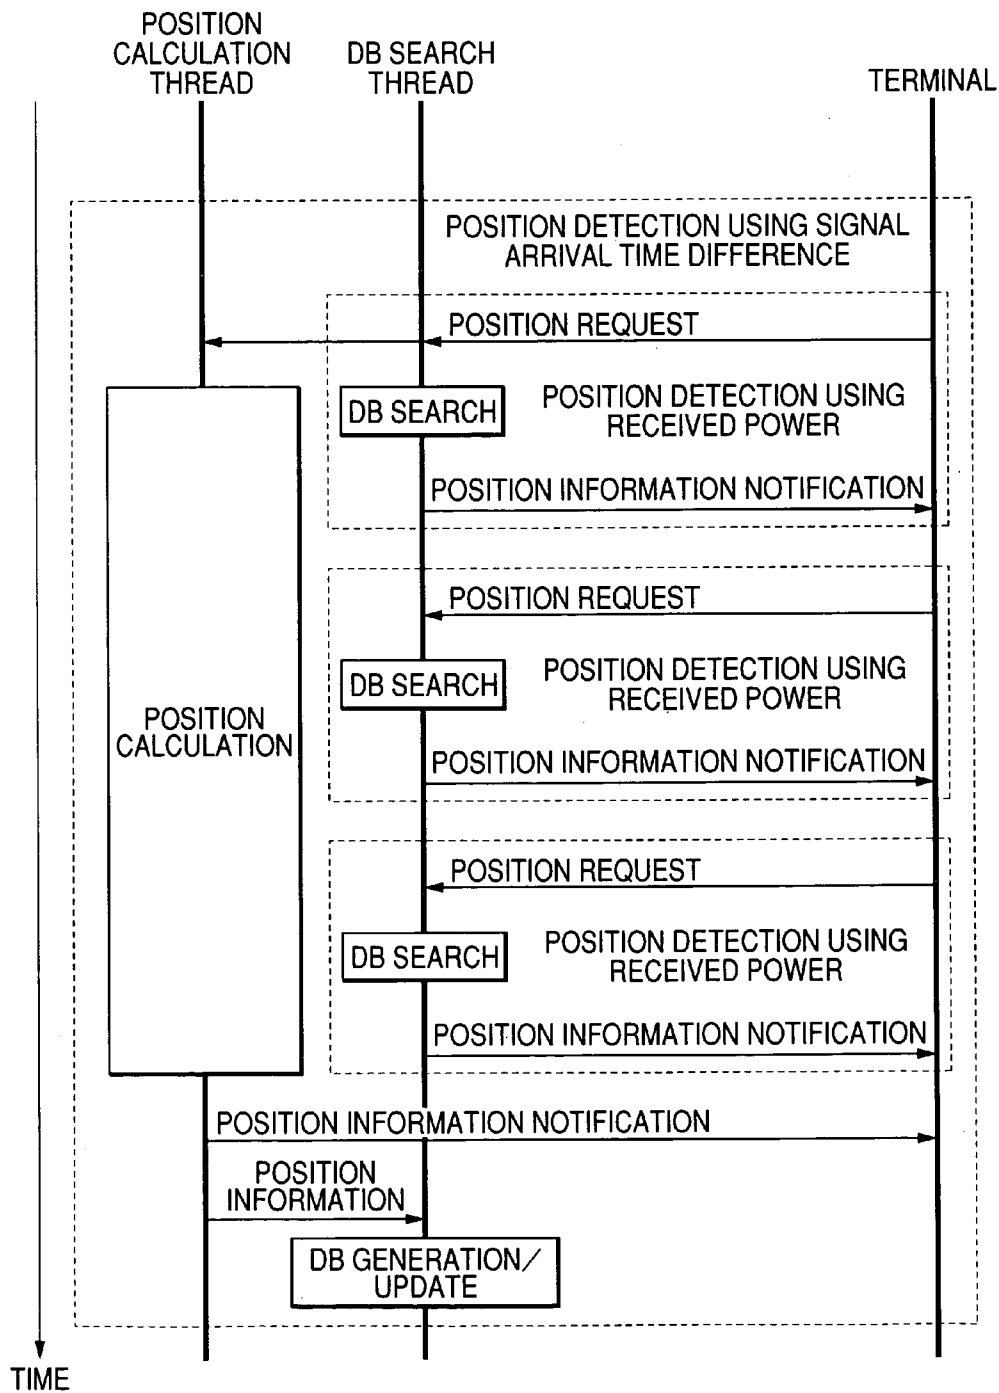 POSITION
CALCULATION
THREAD
DB SEARCH
THREAD
TERMINAL
POSITION DETECTION USING SIGNAL
ARRIVAL TIME DIFFERENCE
POSITION REQUEST
DB SEARCH
POSITION DETECTION USING
RECEIVED POWER
POSITION INFORMATION NOTIFICATION
POSITION REQUEST
DB SEARCH
POSITION DETECTION USING
RECEIVED POWER
POSITION
CALCULATION
POSITION INFORMATION NOTIFICATION
POSITION REQUEST
DB SEARCH
POSITION DETECTION USING
RECEIVED POWER
POSITION INFORMATION NOTIFICATION
POSITION INFORMATION NOTIFICATION
POSITION
INFORMATION
DB GENERATION/
UPDATE
TIME